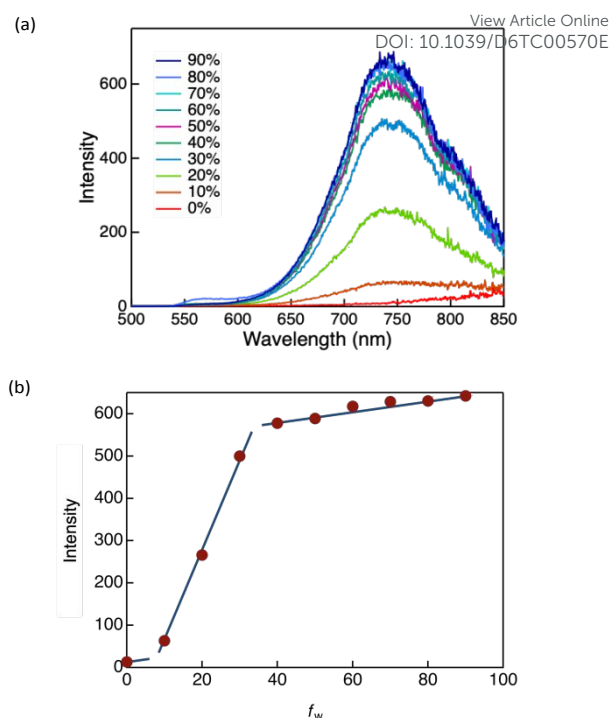 (a)
View Article Online
DOI: 10.1039/D6TC00570E
600
400
200
0
Intensity
90%
80%
70%
60%
50%
40%
30%
20%
10%
0%
500 550 600 650 700 750 800 850
Wavelength (nm)
(b)
600
500
400
300
200
100
0
Intensity
0 20 40 60 80 100
fw